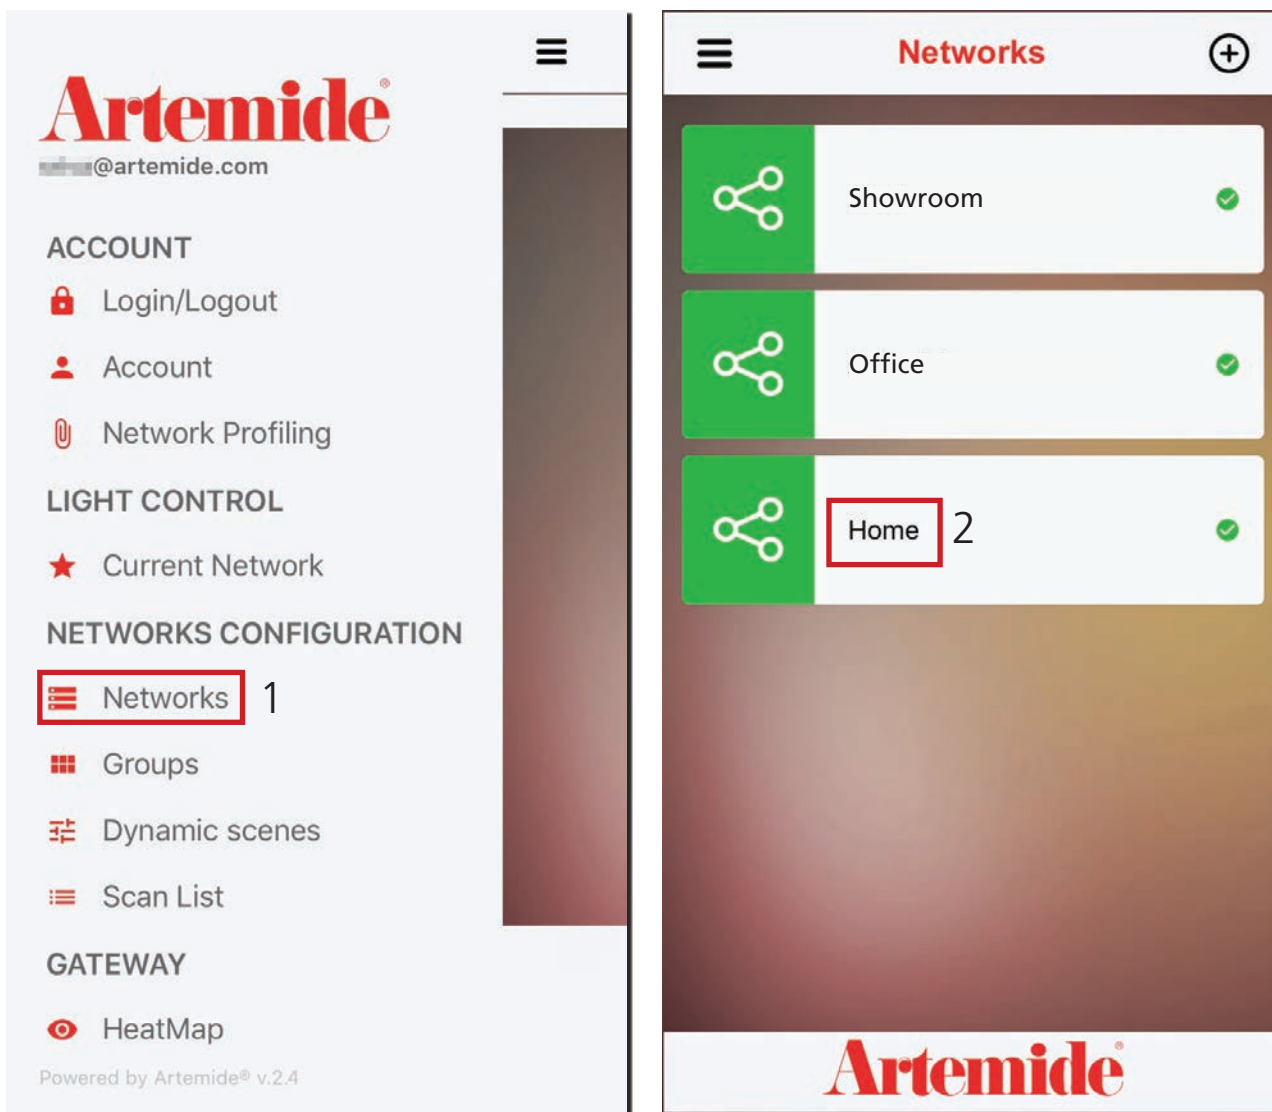 Artemide®
@artemide.com
ACCOUNT
Login/Logout
Account
Network Profiling
LIGHT CONTROL
Current Network
NETWORKS CONFIGURATION
Networks 1
Groups
Dynamic scenes
Scan List
GATEWAY
HeatMap
Powered by Artemide® v.2.4
Networks
Showroom
Office
Home 2
Artemide®